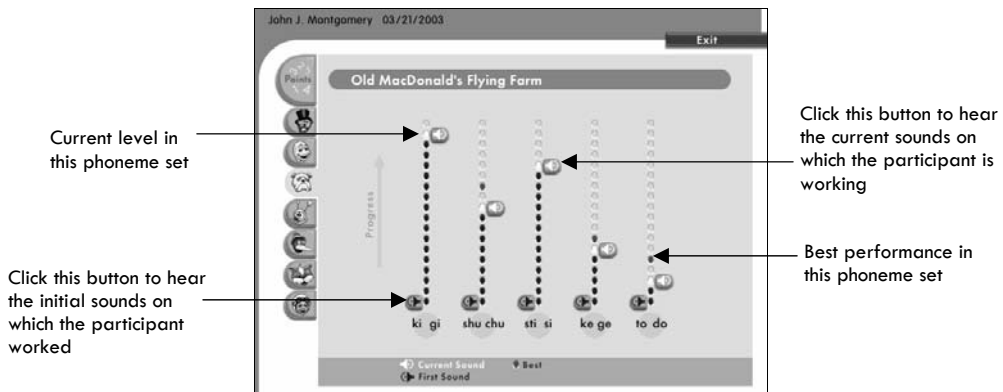 John J. Montgomery 03/21/2003
Exit
Points
Old MacDonald's Flying Farm
Current level in
this phoneme set
Click this button to hear
the current sounds on
which the participant is
working
Progress
Best performance in
this phoneme set
Click this button to hear
the initial sounds on
which the participant
worked
ki gi shu chu sti si ke ge to do
Current Sound Best
First Sound